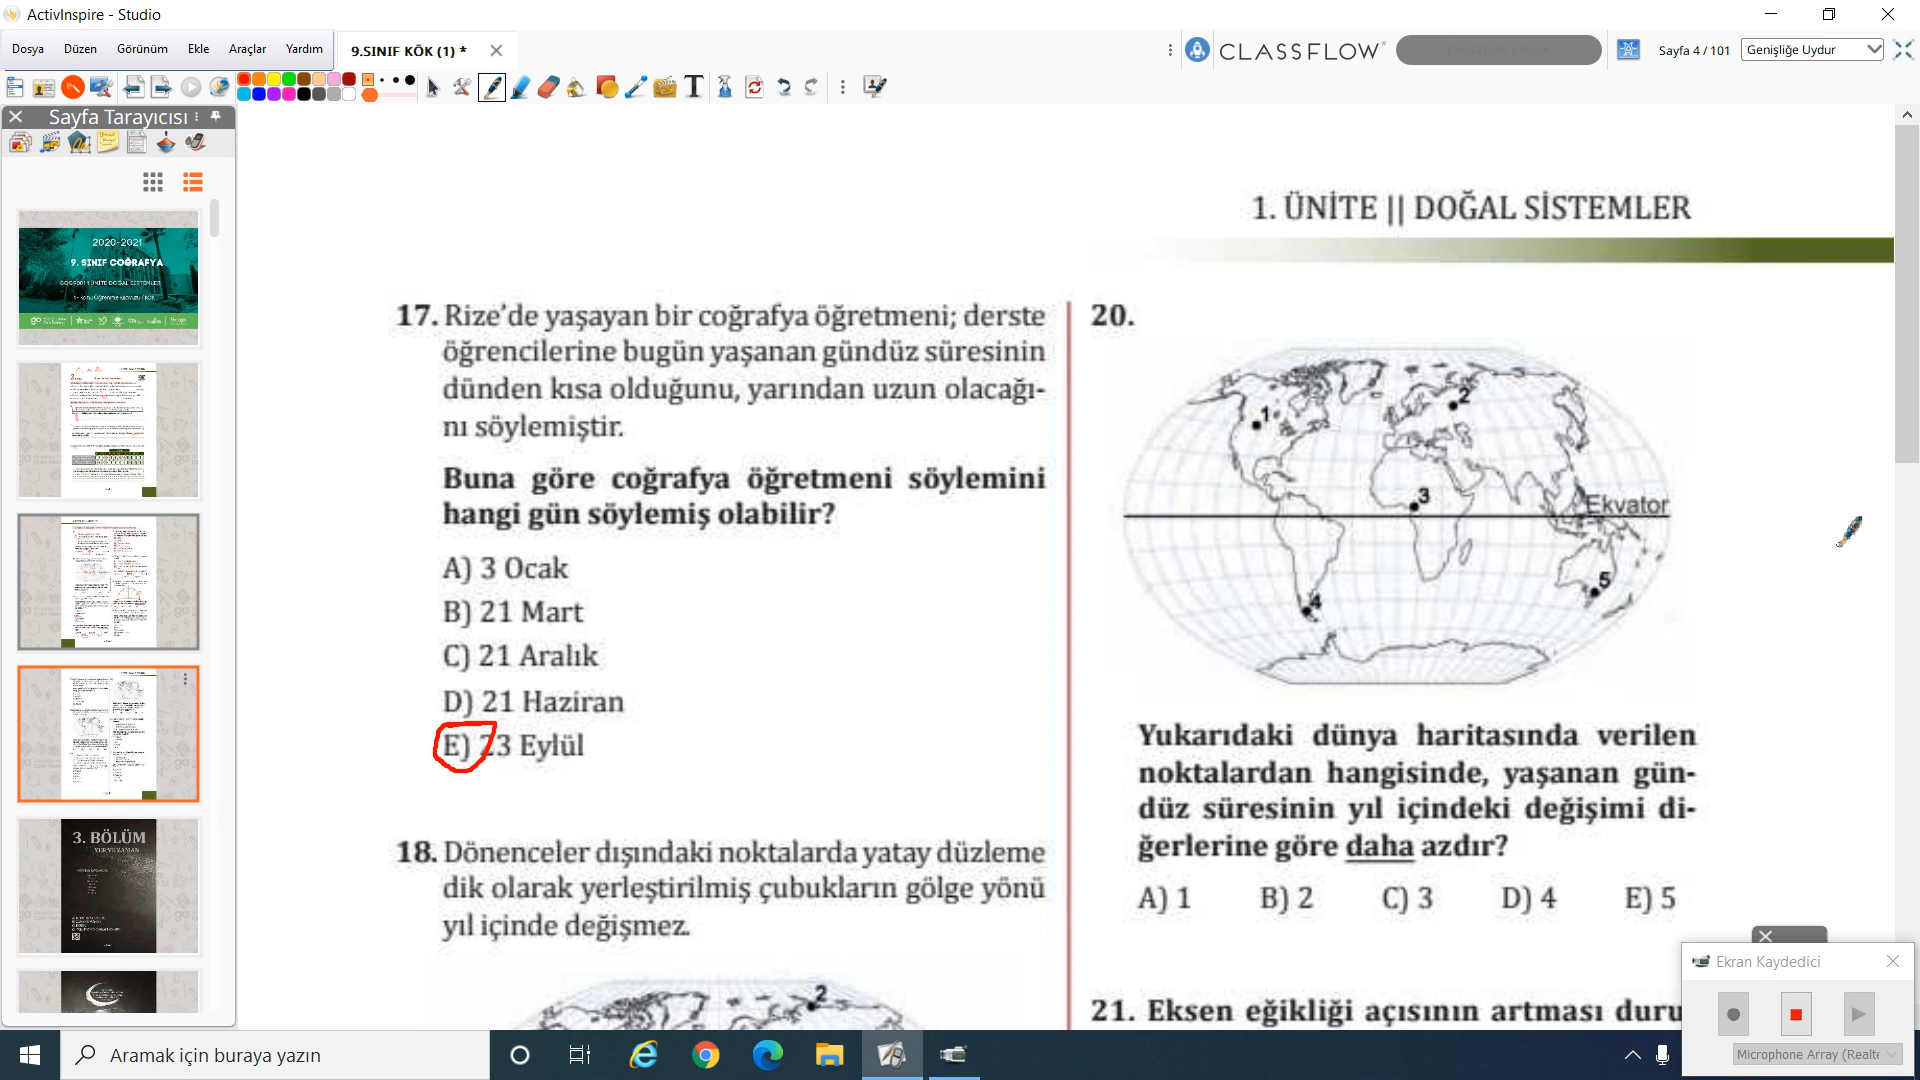 ActivInspire - Studio
Dosya Düzen Görünüm Ekle Araçlar Yardım
9.SINIF KÖK (1) *
CLASSFLOW
Sayfa 4 / 101
Genişliğe Uydur
Sayfa Tarayıcısı
2020-2021
9. SINIF COĞRAFYA
3. BÖLÜM
1. ÜNİTE || DOĞAL SİSTEMLER
17. Rize'de yaşayan bir coğrafya öğretmeni; derste
öğrencilerine bugün yaşanan gündüz süresinin
dünden kısa olduğunu, yarından uzun olacağı-
nı söylemiştir.
Buna göre coğrafya öğretmeni söylemini
hangi gün söylemiş olabilir?
A) 3 Ocak
B) 21 Mart
C) 21 Aralık
D) 21 Haziran
E) 23 Eylül
18. Dönenceler dışındaki noktalarda yatay düzleme
dik olarak yerleştirilmiş çubukların gölge yönü
yıl içinde değişmez.
2
20.
1
2
3
Ekvator
4
5
Yukarıdaki dünya haritasında verilen
noktalardan hangisinde, yaşanan gün-
düz süresinin yıl içindeki değişimi di-
ğerlerine göre daha azdır?
A) 1 B) 2 C) 3 D) 4 E) 5
21. Eksen eğikliği açısının artması duru
Ekran Kaydedici
Microphone Array (Realte
Aramak için buraya yazın